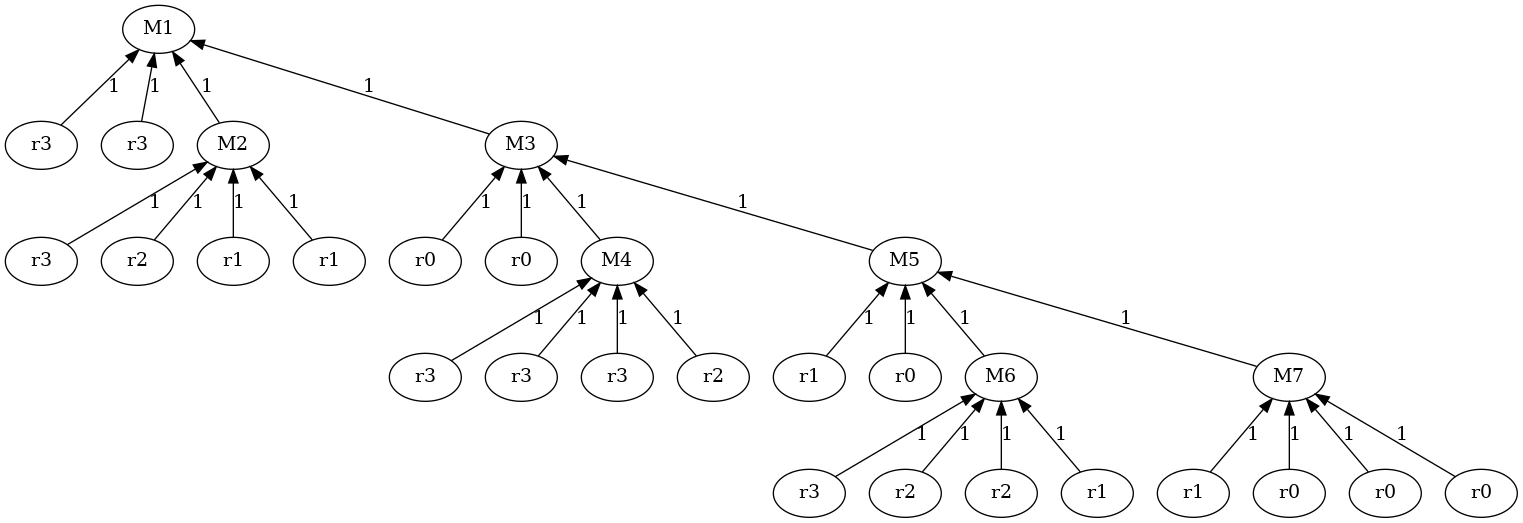 M1
1 1 1 1
r3 r3 M2 M3
1 1 1 1 1 1 1 1
r3 r2 r1 r1 r0 r0 M4 M5
1 1 1 1 1 1 1 1
r3 r3 r3 r2 r1 r0 M6 M7
1 1 1 1 1 1 1 1
r3 r2 r2 r1 r1 r0 r0 r0